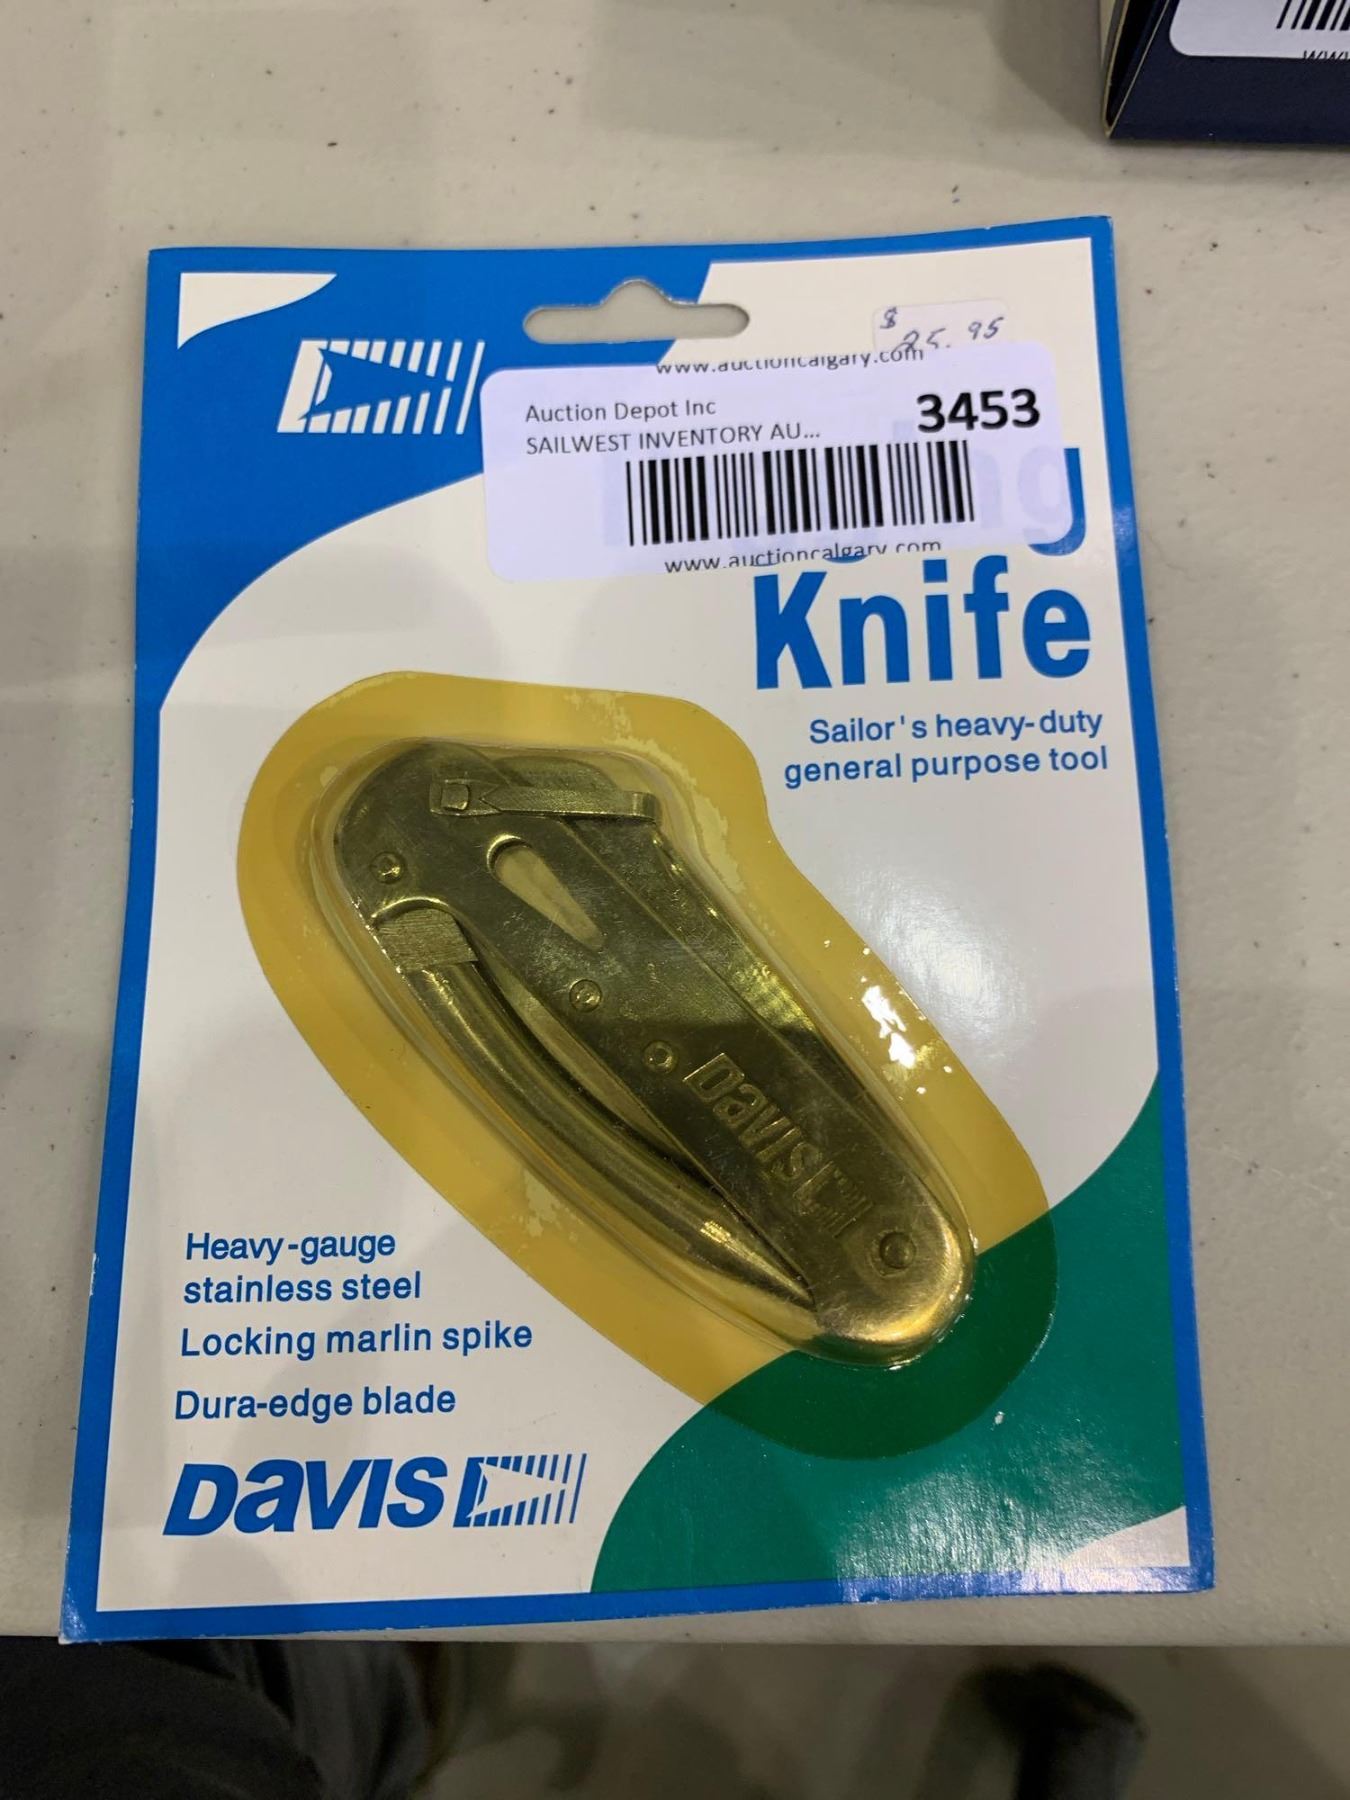 $
25.95
www.auctioncalgary.com
Auction Depot Inc
3453
SAILWEST INVENTORY AU...
www.auctioncalgary.com
Knife
Sailor's heavy-duty
general purpose tool
DAVIS
Heavy-gauge
stainless steel
Locking marlin spike
Dura-edge blade
DAVIS